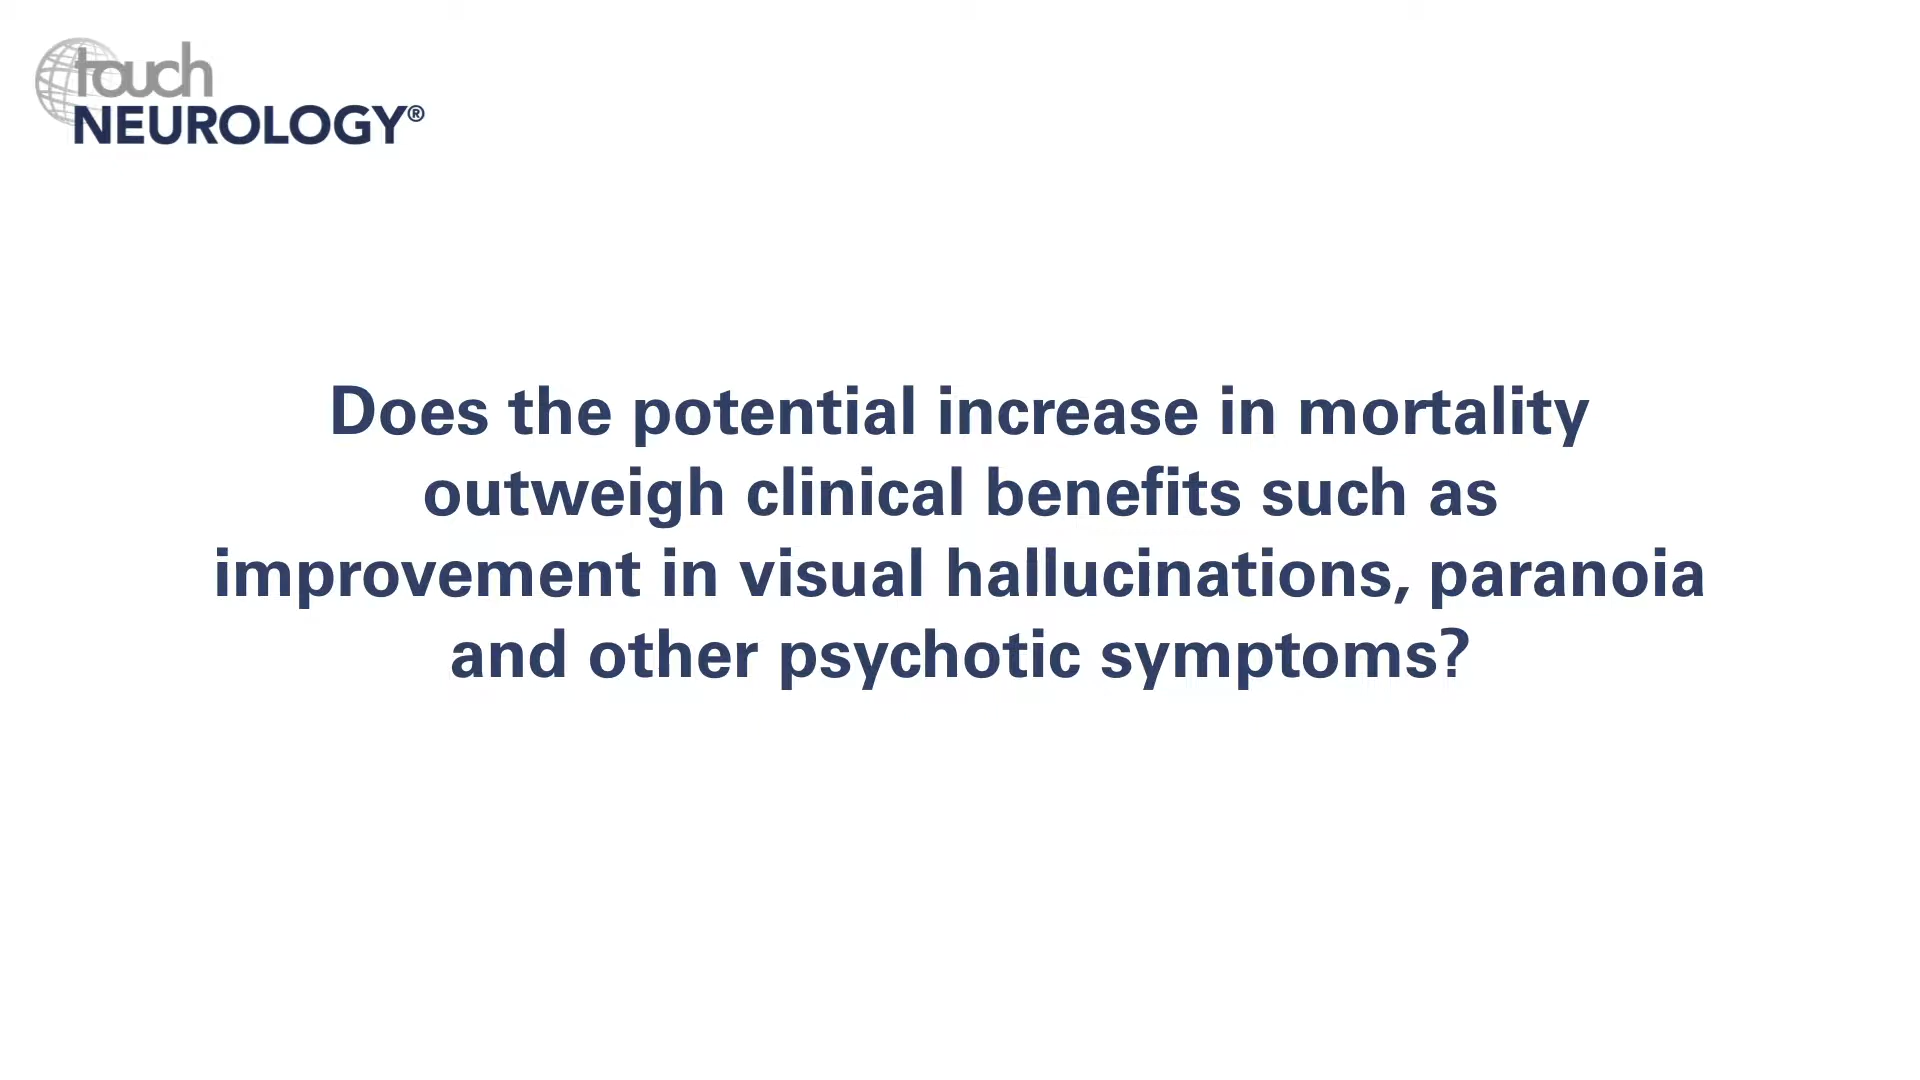 touch
NEUROLOGY®
Does the potential increase in mortality
outweigh clinical benefits such as
improvement in visual hallucinations, paranoia
and other psychotic symptoms?